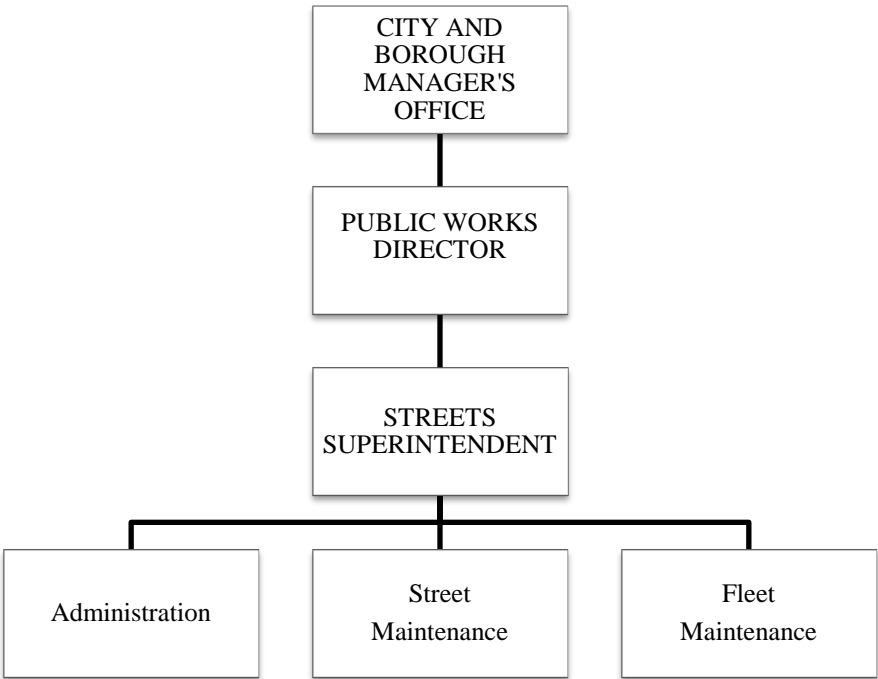 CITY AND
BOROUGH
MANAGER'S
OFFICE
PUBLIC WORKS
DIRECTOR
STREETS
SUPERINTENDENT
Administration
Street
Maintenance
Fleet
Maintenance